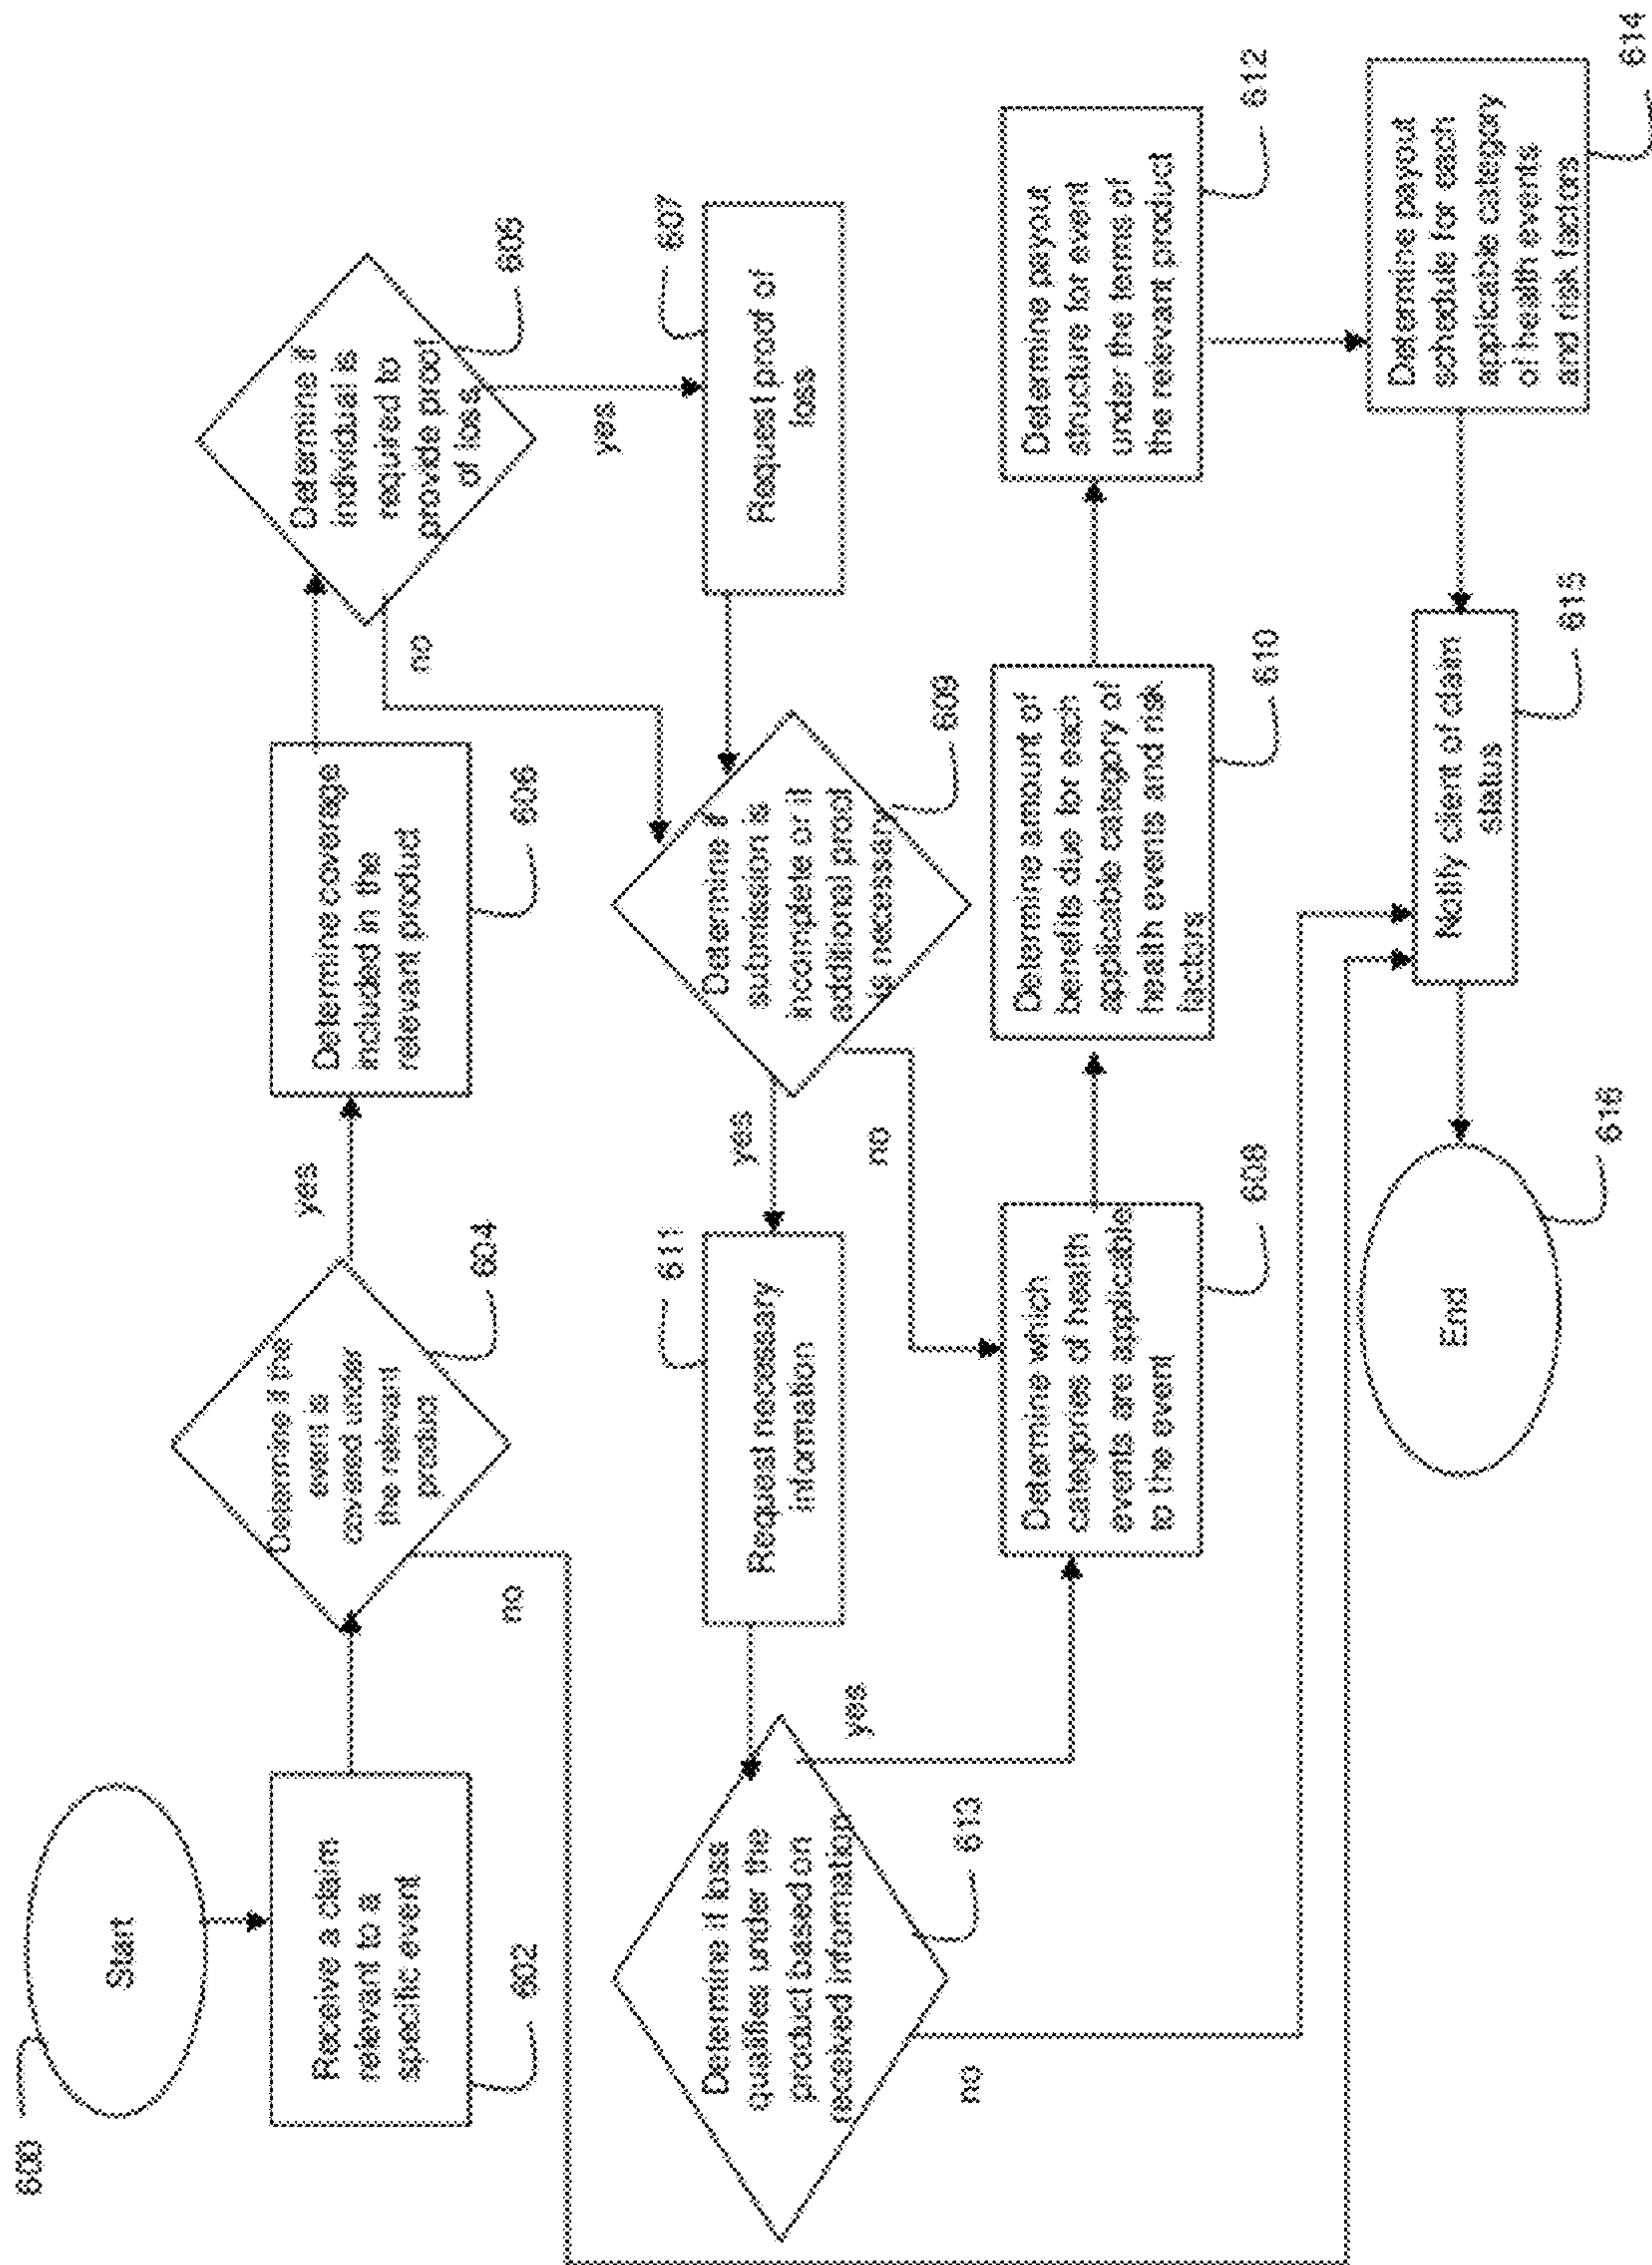 600
Start
Receive a claim
relevant to a
specific event
602
Determine if the
event is
covered under
the relevant
product
604
yes
no
Determine coverage
included in the
relevant product
606
Determine if
individual is
required to
provide proof
of loss
605
yes
no
Request proof of
loss
607
Determine if
submission is
incomplete or if
additional proof
is necessary
609
yes
no
Request necessary
information
611
Determine if loss
qualifies under the
product based on
received information
613
yes
no
Determine which
categories of health
events are applicable
to the event
608
Determine amount of
benefits due for each
applicable category of
health events and risk
factors
610
Determine payout
structure for event
under the terms of
the relevant product
612
Determine payout
schedule for each
applicable category
of health events
and risk factors
614
Notify client of claim
status
615
End
616